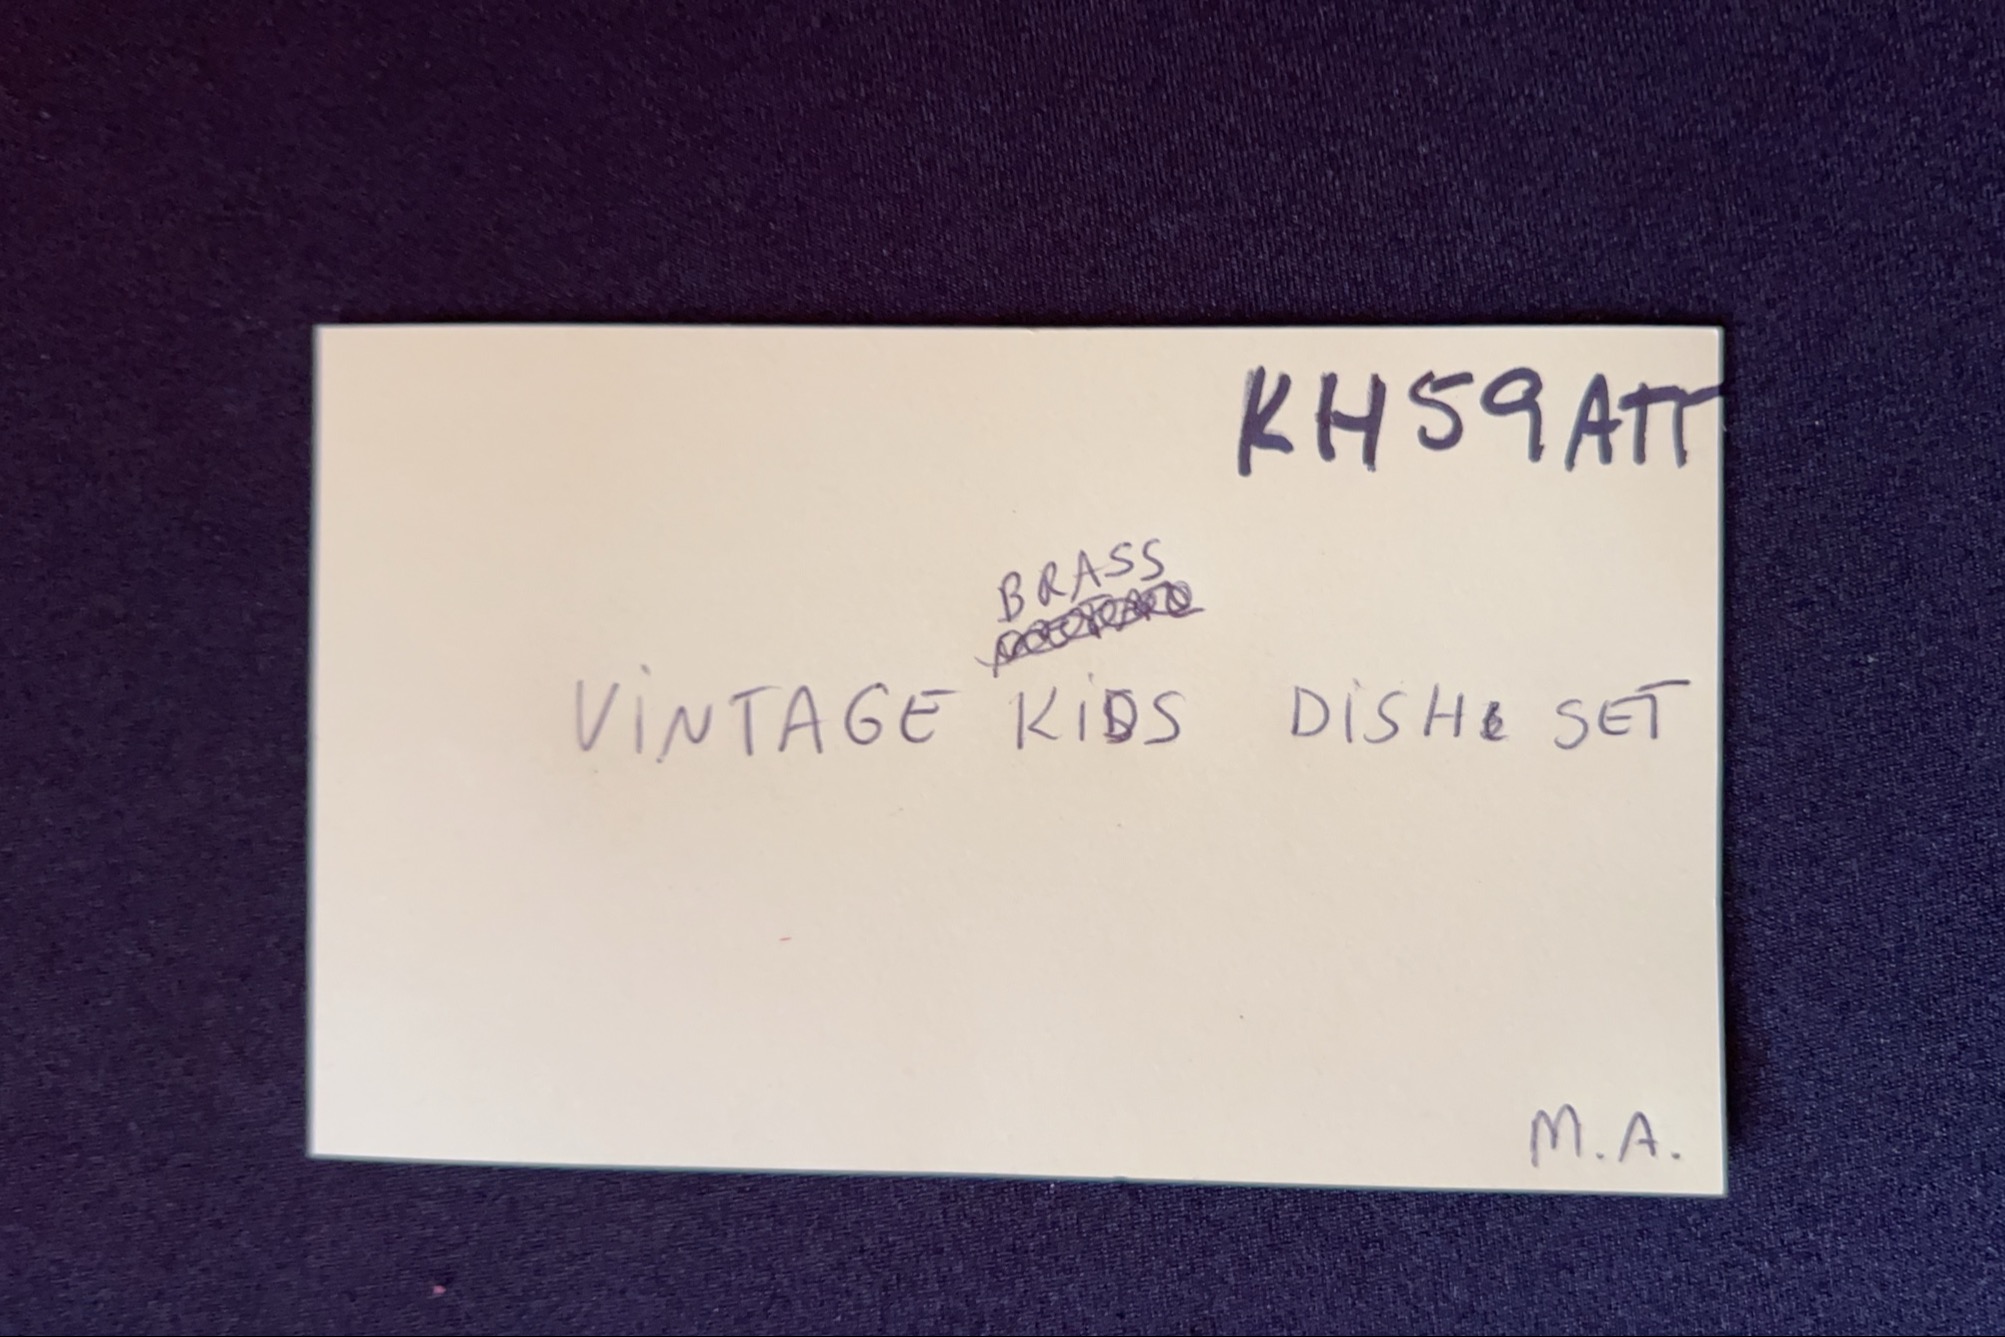 KH59ATT
BRASS
VINTAGE KIDS DISH SET
M.A.